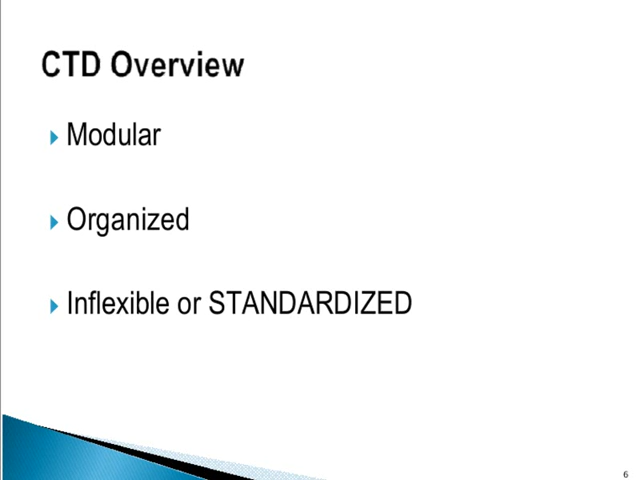 CTD Overview
Modular
Organized
Inflexible or STANDARDIZED
6